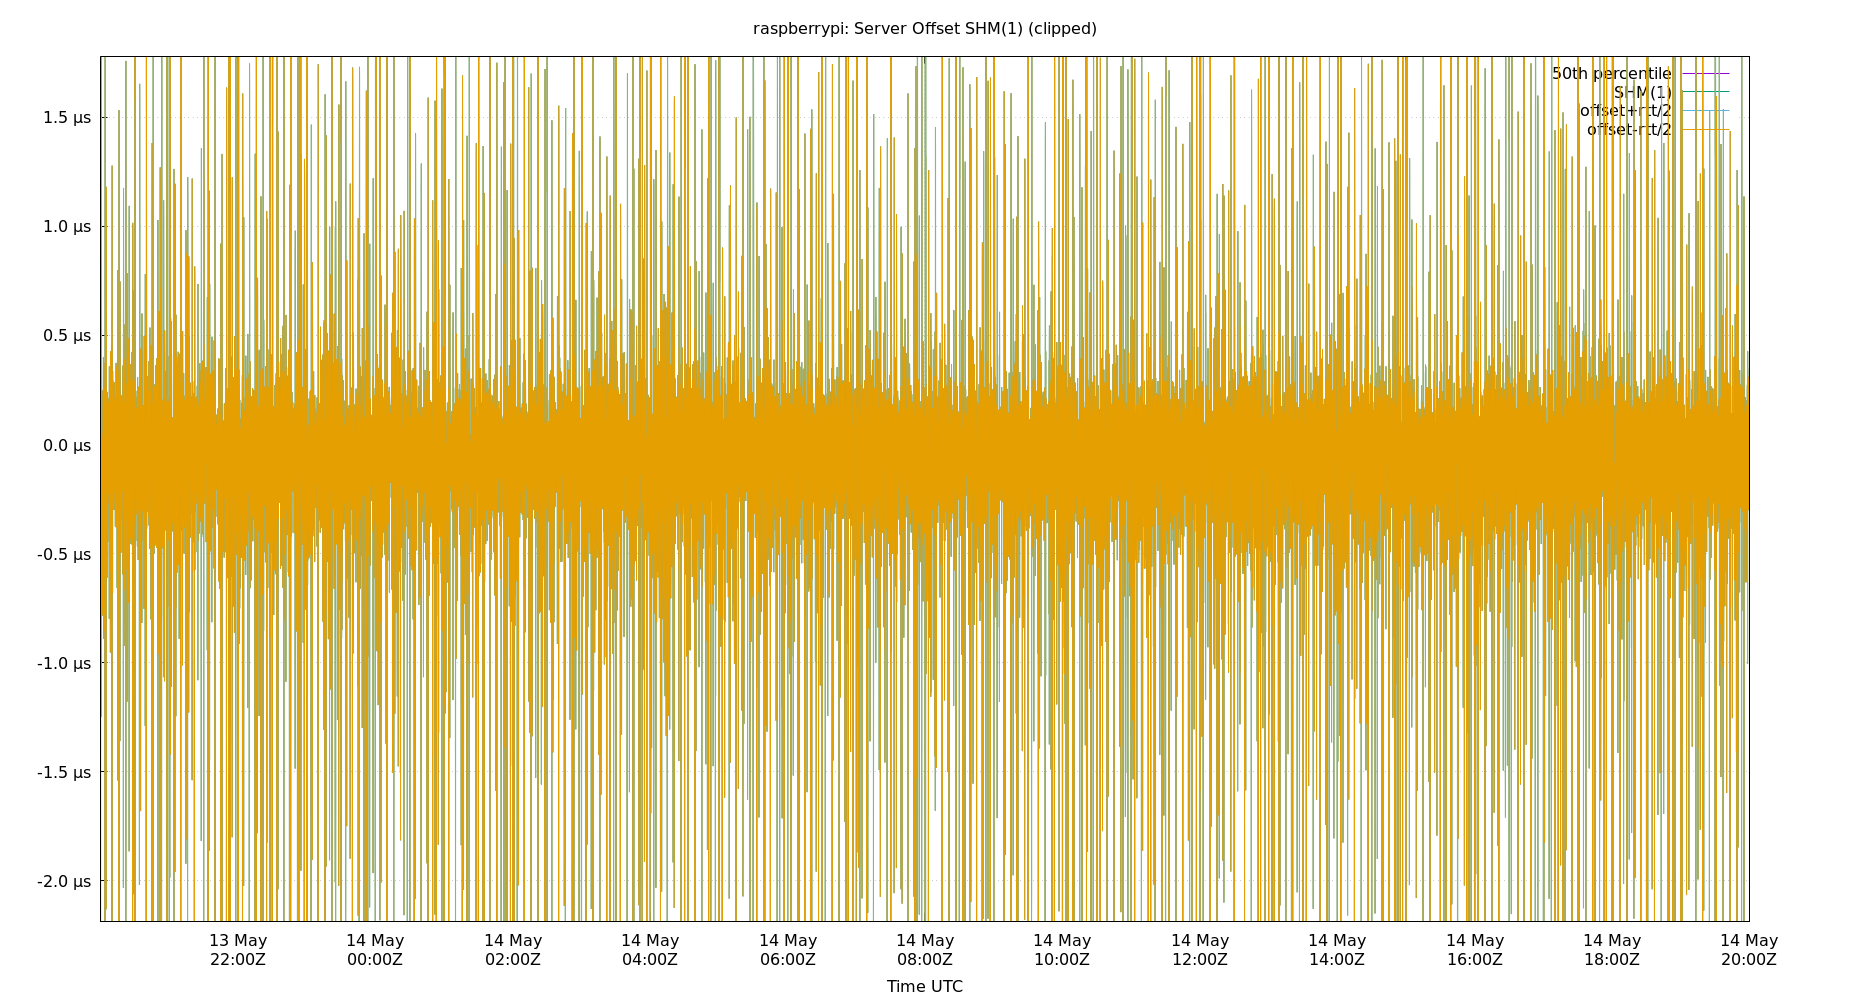 raspberrypi: Server Offset SHM(1) (clipped)
50th percentile
SHM(1)
offset+rtt/2
offset-rtt/2
1.5 µs
1.0 µs
0.5 µs
0.0 µs
-0.5 µs
-1.0 µs
-1.5 µs
-2.0 µs
13 May 14 May 14 May 14 May 14 May 14 May 14 May 14 May 14 May 14 May 14 May 14 May
22:00Z 00:00Z 02:00Z 04:00Z 06:00Z 08:00Z 10:00Z 12:00Z 14:00Z 16:00Z 18:00Z 20:00Z
Time UTC